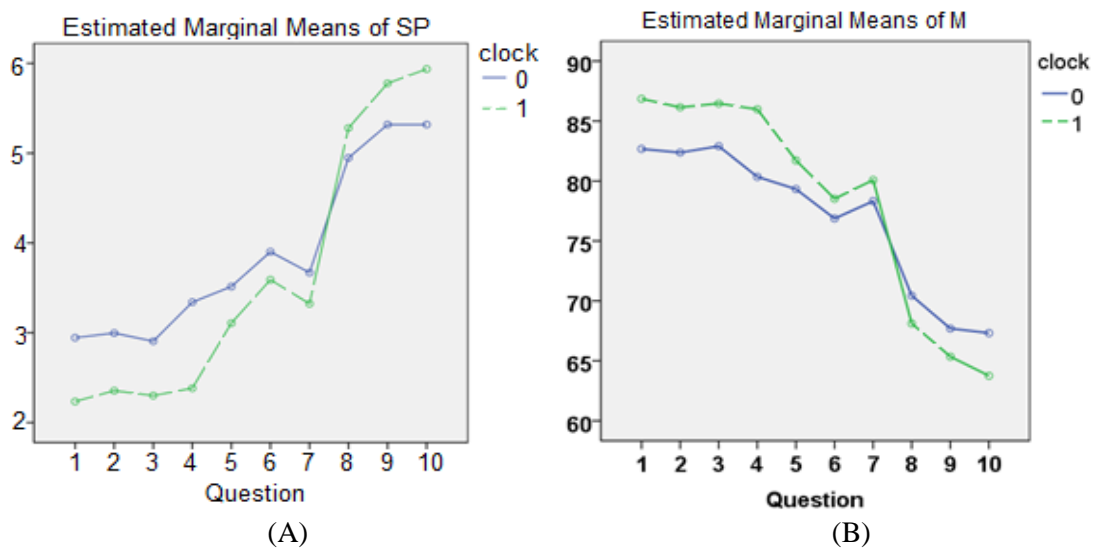 Estimated Marginal Means of SP
clock
0
1
6
5
4
3
2
1 2 3 4 5 6 7 8 9 10
Question
(A)
Estimated Marginal Means of M
clock
0
1
90
85
80
75
70
65
60
1 2 3 4 5 6 7 8 9 10
Question
(B)